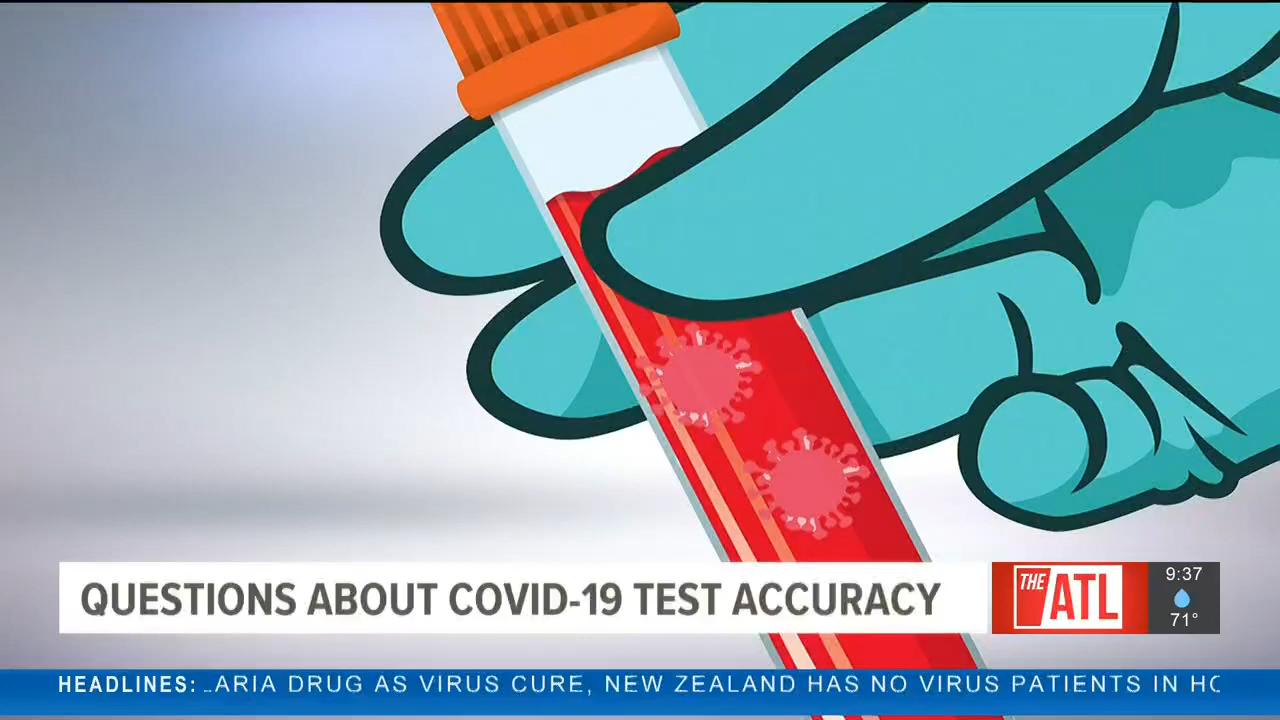 QUESTIONS ABOUT COVID-19 TEST ACCURACY
THE ATL
9:37
71°
HEADLINES: ..ARIA DRUG AS VIRUS CURE, NEW ZEALAND HAS NO VIRUS PATIENTS IN